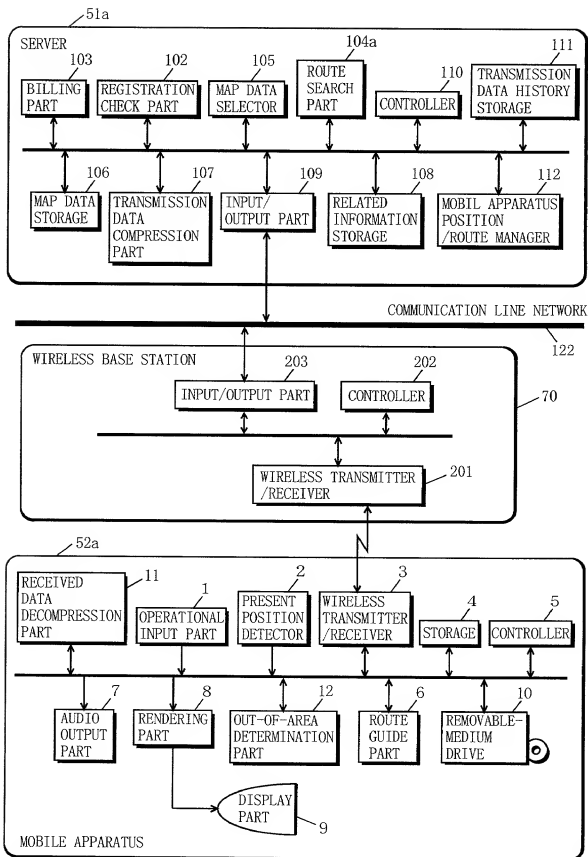 51a
SERVER
103
102
105
104a
110
111
BILLING
PART
REGISTRATION
CHECK PART
MAP DATA
SELECTOR
ROUTE
SEARCH
PART
CONTROLLER
TRANSMISSION
DATA HISTORY
STORAGE
106
107
109
108
112
MAP DATA
STORAGE
TRANSMISSION
DATA
COMPRESSION
PART
INPUT/
OUTPUT PART
RELATED
INFORMATION
STORAGE
MOBIL APPARATUS
POSITION
/ROUTE MANAGER
COMMUNICATION LINE NETWORK
122
WIRELESS BASE STATION
203
202
INPUT/OUTPUT PART
CONTROLLER
70
WIRELESS TRANSMITTER
/RECEIVER
201
52a
11
1
2
3
4
5
RECEIVED
DATA
DECOMPRESSION
PART
OPERATIONAL
INPUT PART
PRESENT
POSITION
DETECTOR
WIRELESS
TRANSMITTER
/RECEIVER
STORAGE
CONTROLLER
7
8
12
6
10
AUDIO
OUTPUT
PART
RENDERING
PART
OUT-OF-AREA
DETERMINATION
PART
ROUTE
GUIDE
PART
REMOVABLE-
MEDIUM
DRIVE
DISPLAY
PART
9
MOBILE APPARATUS